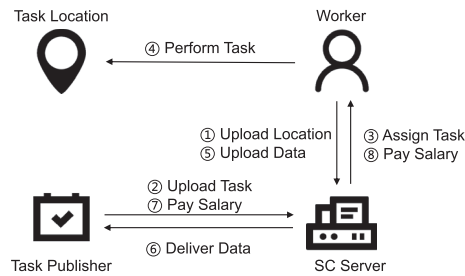 Task Location
Worker
④ Perform Task
① Upload Location
⑤ Upload Data
③ Assign Task
⑧ Pay Salary
② Upload Task
⑦ Pay Salary
⑥ Deliver Data
Task Publisher
SC Server